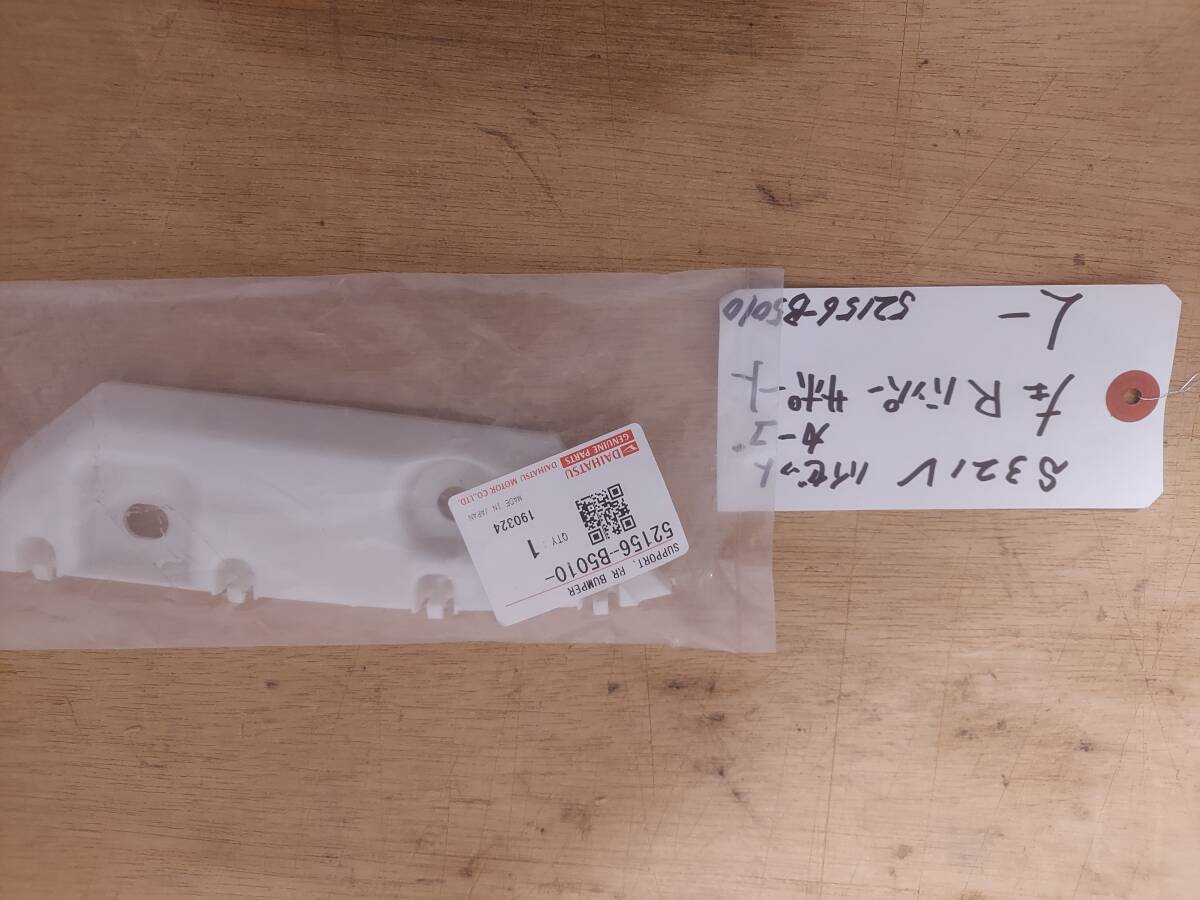 S321V ハイゼット
カーゴ
左Rバンパーサポート
52156-B5010
SUPPORT, RR BUMPER
52156-B5010-
QTY : 1
190324
MADE IN JAPAN
DAIHATSU
GENUINE PARTS
DAIHATSU MOTOR CO.,LTD.